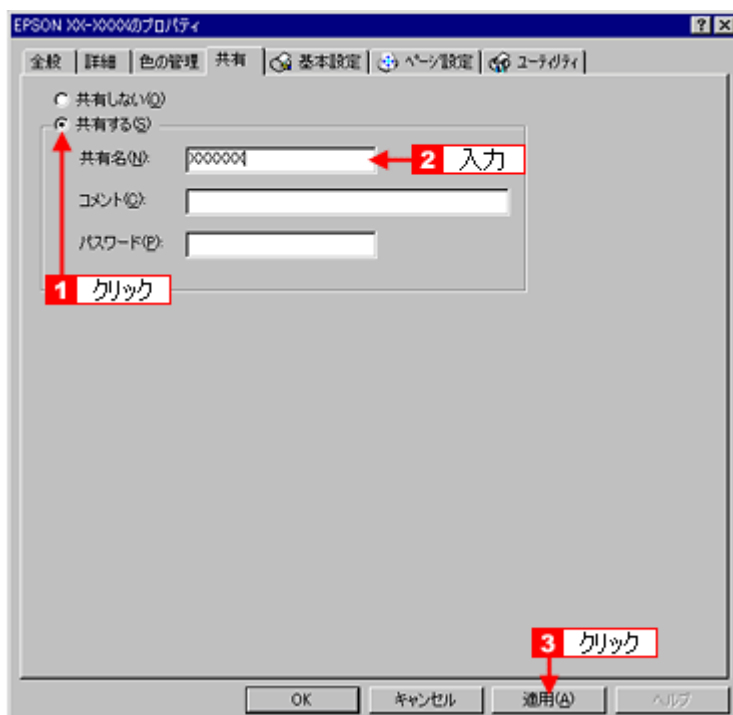 EPSON XX-XXXXのプロパティ
全般 詳細 色の管理 共有 基本設定 ページ設定 ユーティリティ
共有しない(O)
共有する(S)
共有名(N): XXXXXXX 2 入力
コメント(C):
パスワード(P):
1 クリック
3 クリック
OK キャンセル 適用(A) ヘルプ